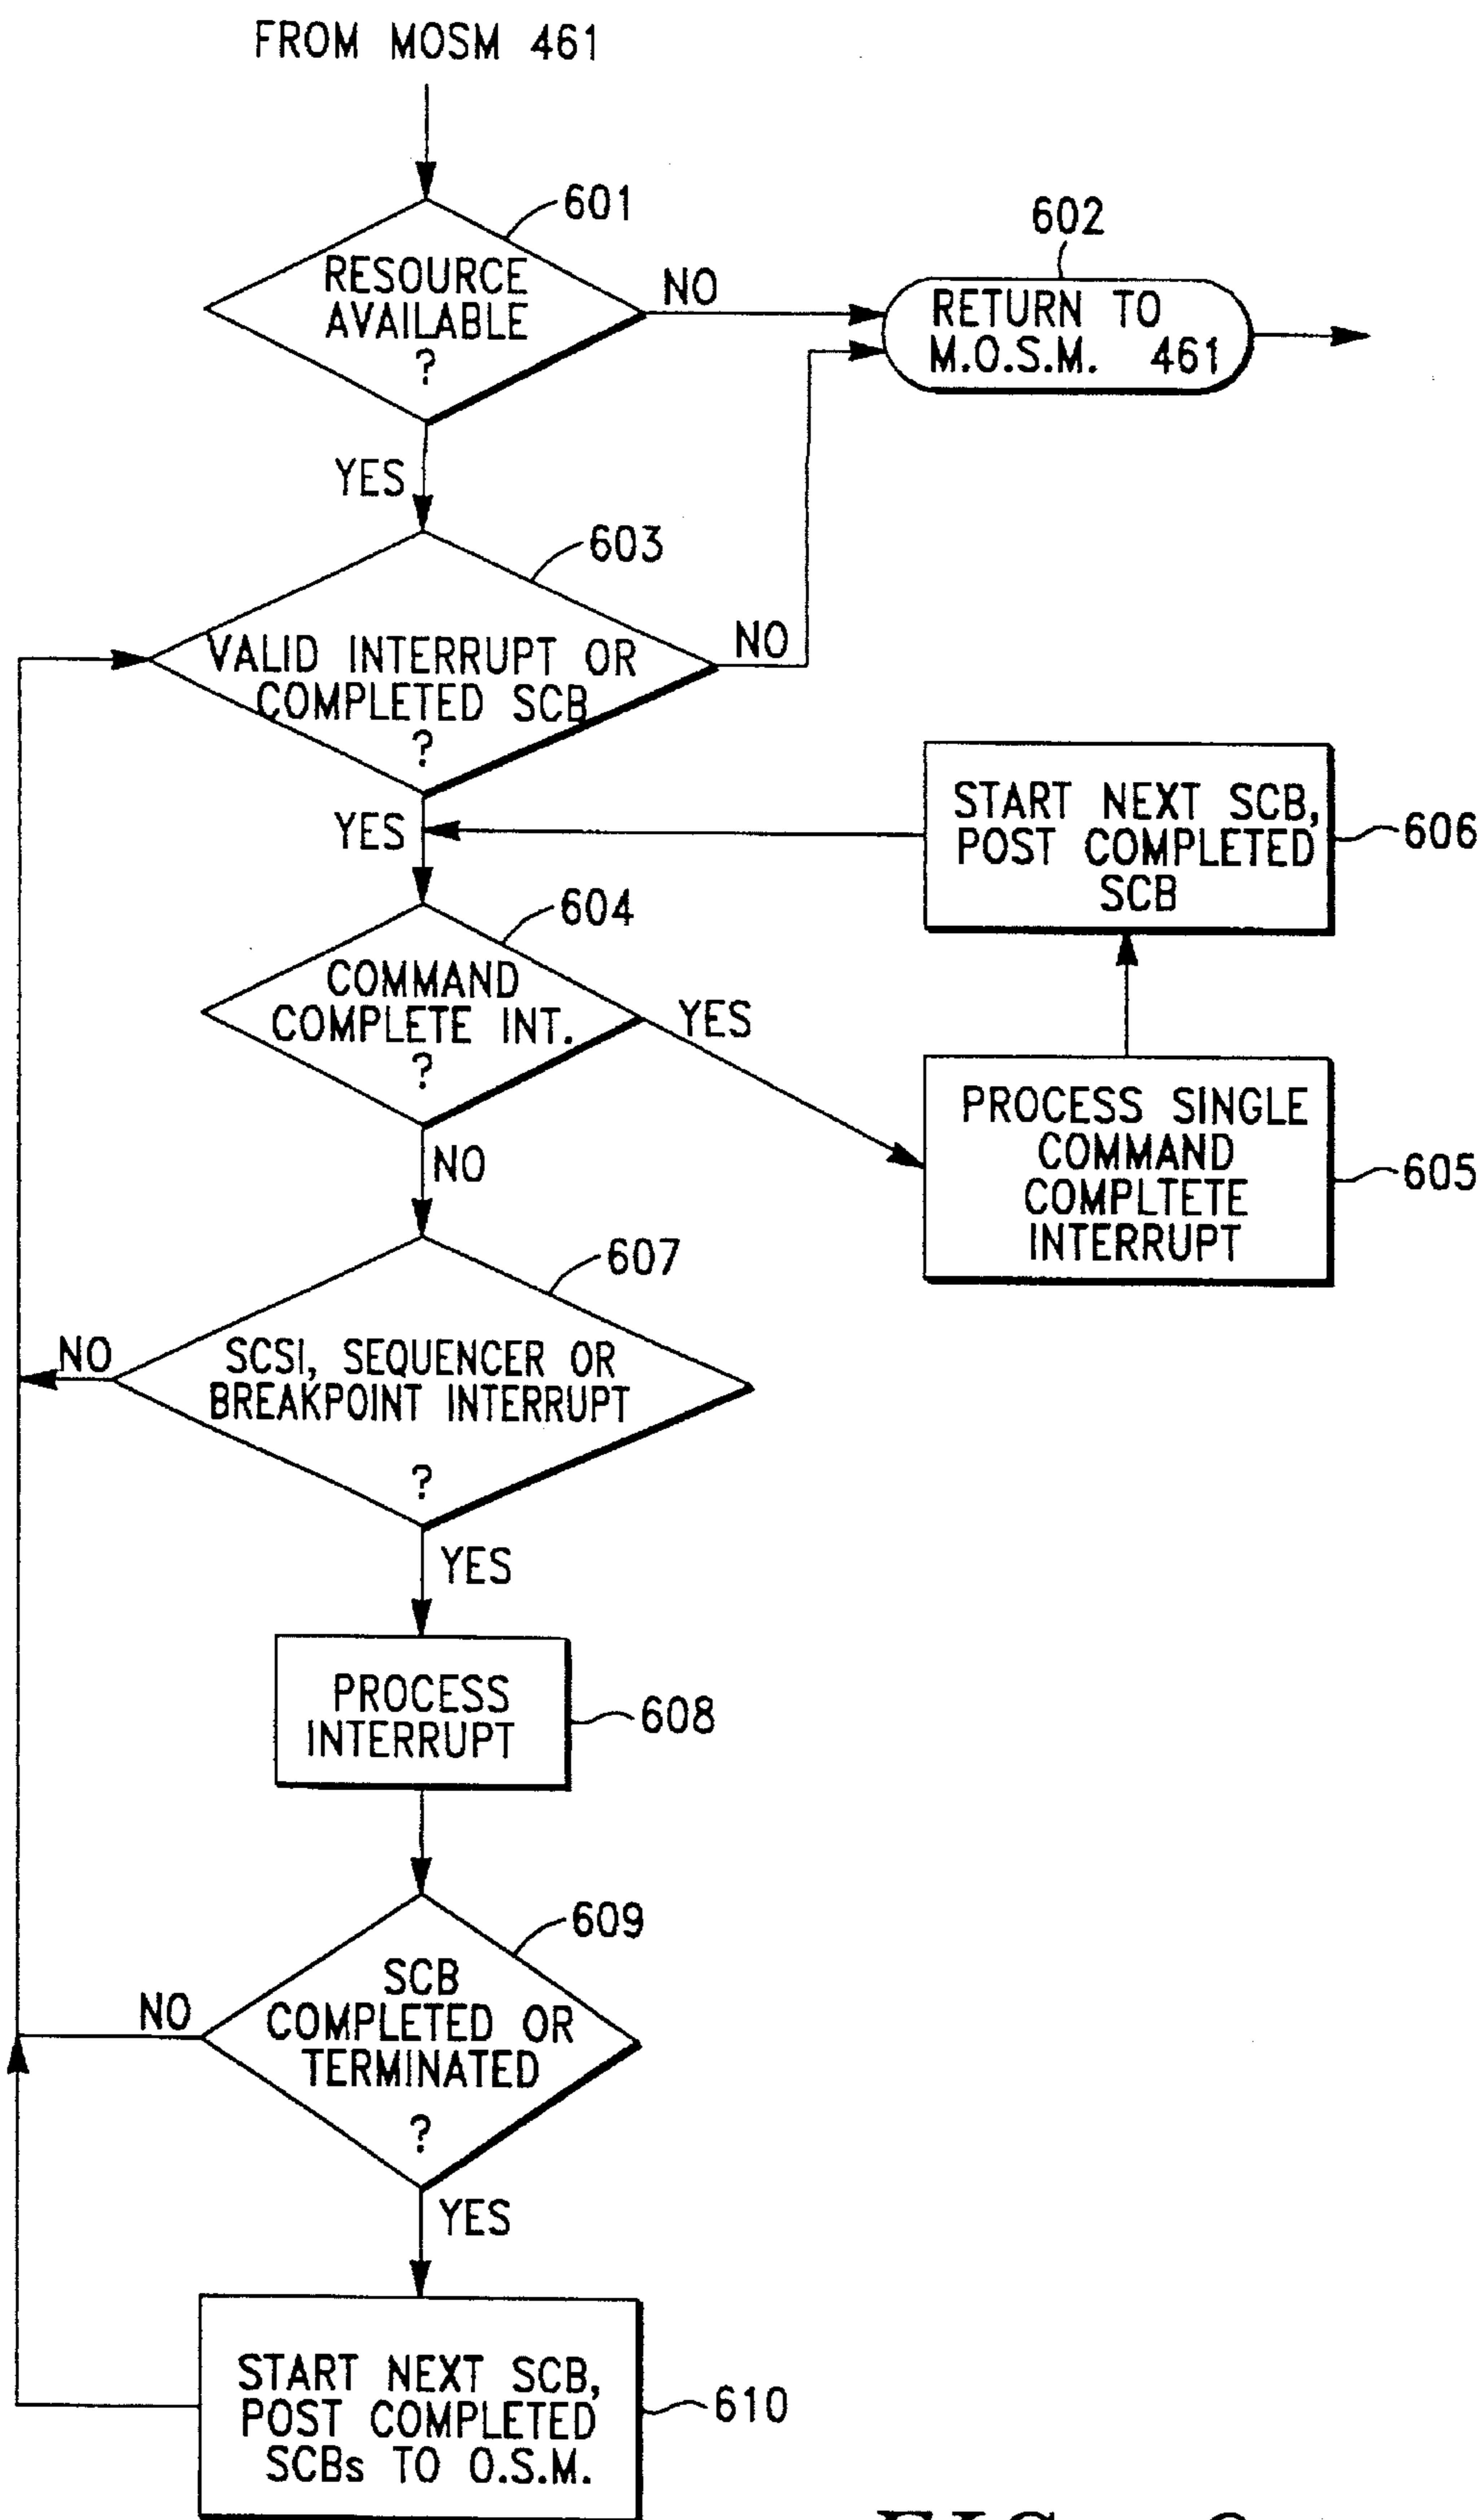 FROM MOSM 461
601
RESOURCE
AVAILABLE
?
NO
602
RETURN TO
M.O.S.M. 461
YES
603
VALID INTERRUPT OR
COMPLETED SCB
?
NO
YES
START NEXT SCB,
POST COMPLETED
SCB
606
604
COMMAND
COMPLETE INT.
?
YES
PROCESS SINGLE
COMMAND
COMPLTETE
INTERRUPT
605
NO
607
SCSI, SEQUENCER OR
BREAKPOINT INTERRUPT
?
NO
YES
PROCESS
INTERRUPT
608
609
SCB
COMPLETED OR
TERMINATED
?
NO
YES
START NEXT SCB,
POST COMPLETED
SCBs TO O.S.M.
610